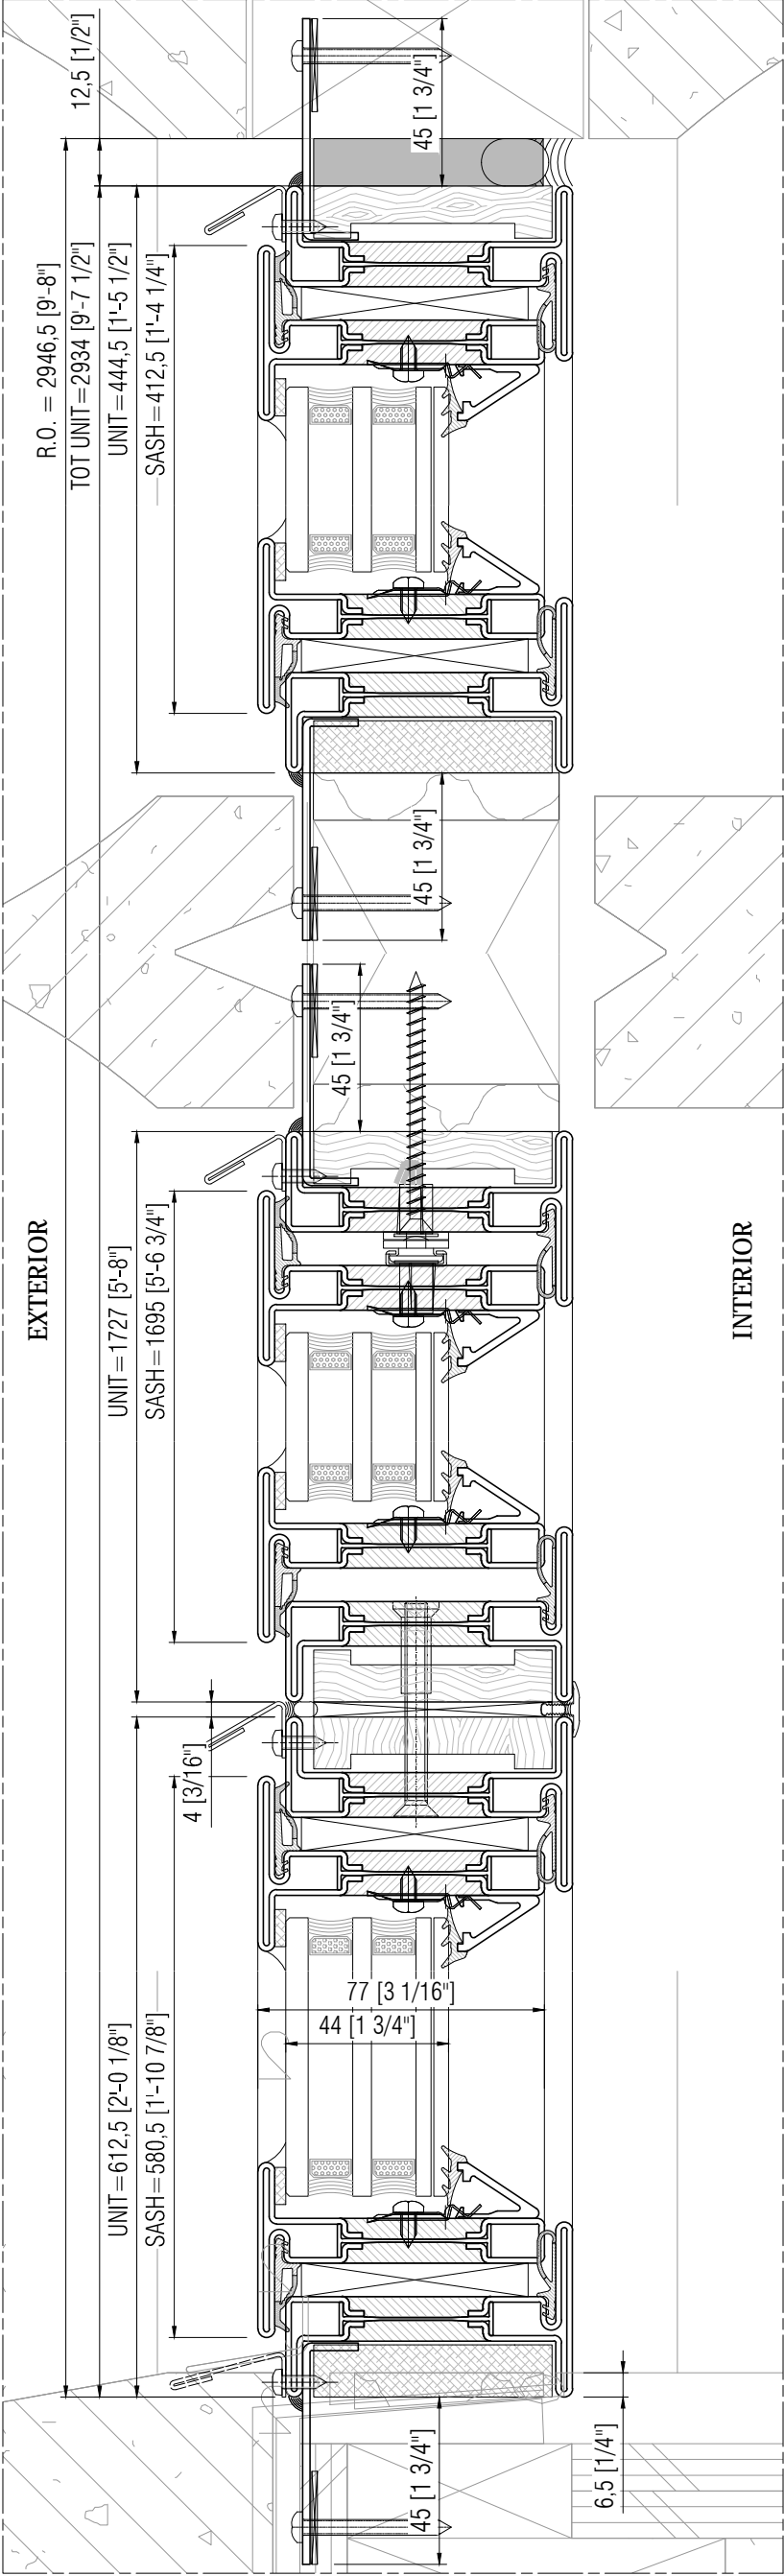 12,5 [1/2"]
45 [1 3/4"]
R.O. = 2946,5 [9'-8"]
TOT UNIT=2934 [9'-7 1/2"]
UNIT=444,5 [1'-5 1/2"]
SASH=412,5 [1'-4 1/4"]
45 [1 3/4"]
45 [1 3/4"]
EXTERIOR
INTERIOR
UNIT=1727 [5'-8"]
SASH=1695 [5'-6 3/4"]
4 [3/16"]
77 [3 1/16"]
44 [1 3/4"]
UNIT=612,5 [2'-0 1/8"]
SASH=580,5 [1'-10 7/8"]
45 [1 3/4"]
6,5 [1/4"]